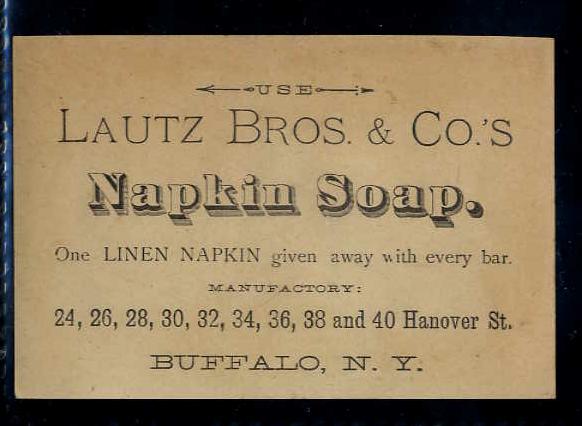 USE
LAUTZ BROS. & CO.'S
Napkin Soap.
One LINEN NAPKIN given away with every bar.
MANUFACTORY:
24, 26, 28, 30, 32, 34, 36, 38 and 40 Hanover St.
BUFFALO, N. Y.